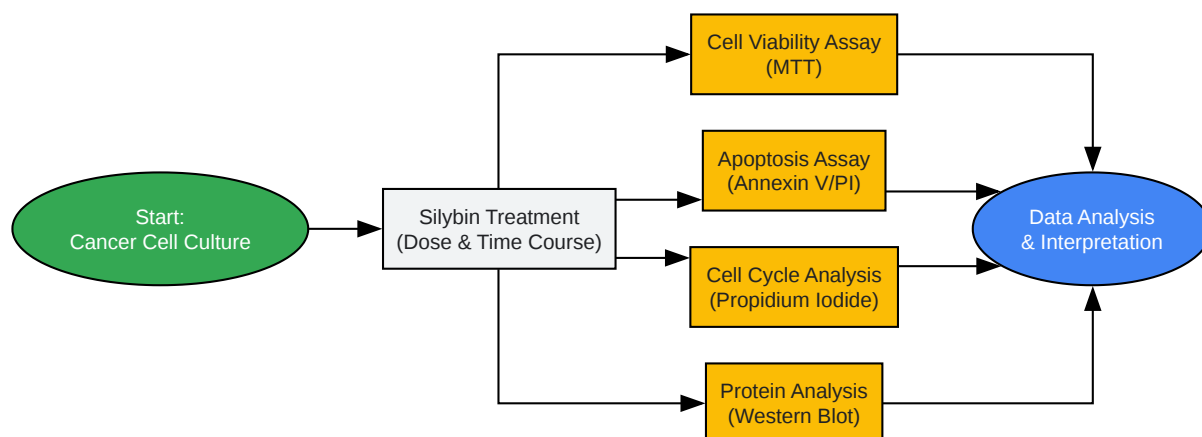 Start:
Cancer Cell Culture
Silybin Treatment
(Dose & Time Course)
Cell Viability Assay
(MTT)
Apoptosis Assay
(Annexin V/PI)
Cell Cycle Analysis
(Propidium Iodide)
Protein Analysis
(Western Blot)
Data Analysis
& Interpretation